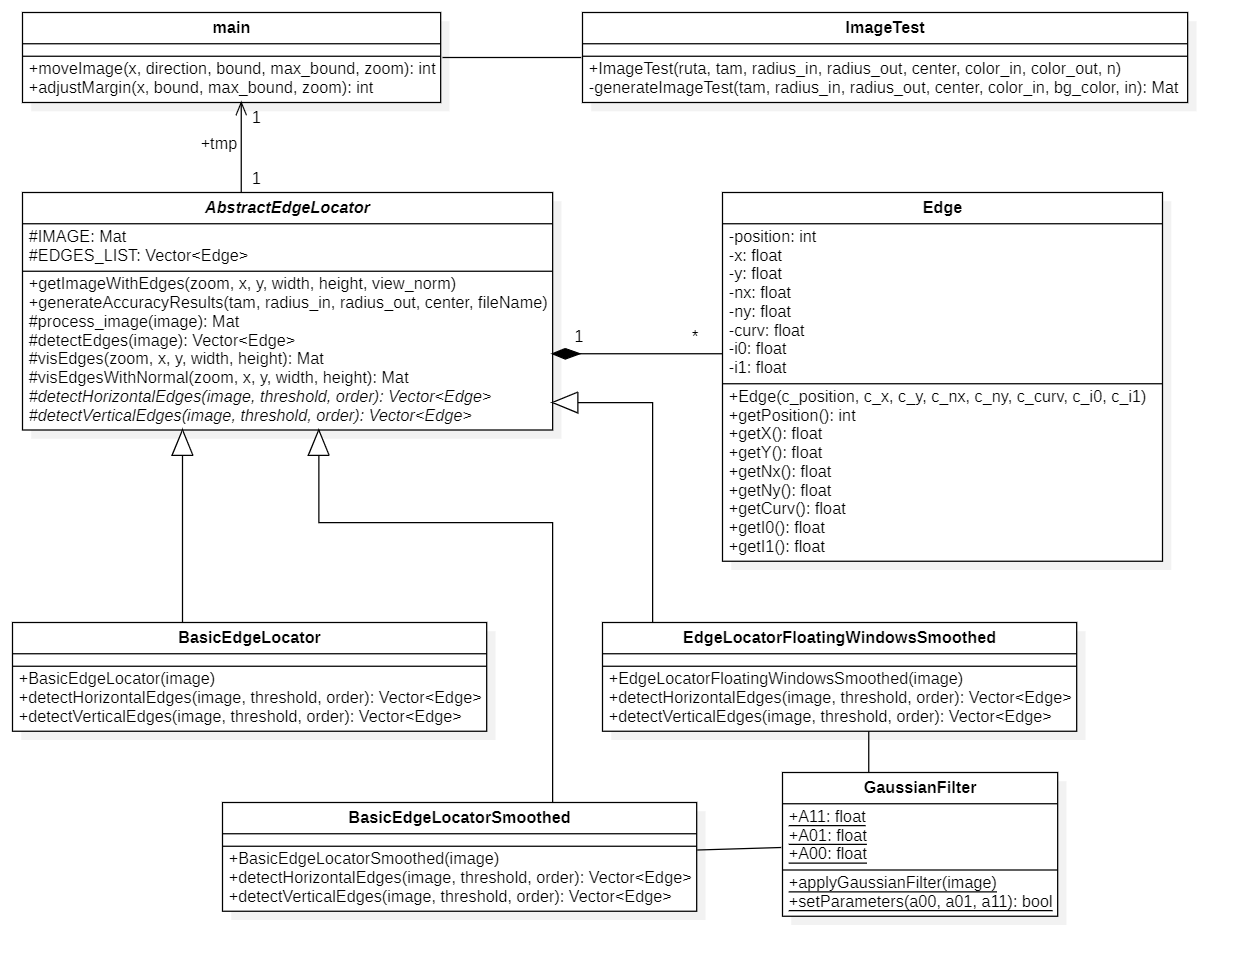 main
+moveImage(x, direction, bound, max_bound, zoom): int
+adjustMargin(x, bound, max_bound, zoom): int
ImageTest
+ImageTest(ruta, tam, radius_in, radius_out, center, color_in, color_out, n)
-generateImageTest(tam, radius_in, radius_out, center, color_in, bg_color, in): Mat
1
+tmp
1
AbstractEdgeLocator
#IMAGE: Mat
#EDGES_LIST: Vector<Edge>
+getImageWithEdges(zoom, x, y, width, height, view_norm)
+generateAccuracyResults(tam, radius_in, radius_out, center, fileName)
#process_image(image): Mat
#detectEdges(image): Vector<Edge>
#visEdges(zoom, x, y, width, height): Mat
#visEdgesWithNormal(zoom, x, y, width, height): Mat
#detectHorizontalEdges(image, threshold, order): Vector<Edge>
#detectVerticalEdges(image, threshold, order): Vector<Edge>
1
*
Edge
-position: int
-x: float
-y: float
-nx: float
-ny: float
-curv: float
-i0: float
-i1: float
+Edge(c_position, c_x, c_y, c_nx, c_ny, c_curv, c_i0, c_i1)
+getPosition(): int
+getX(): float
+getY(): float
+getNx(): float
+getNy(): float
+getCurv(): float
+getI0(): float
+getI1(): float
BasicEdgeLocator
+BasicEdgeLocator(image)
+detectHorizontalEdges(image, threshold, order): Vector<Edge>
+detectVerticalEdges(image, threshold, order): Vector<Edge>
EdgeLocatorFloatingWindowsSmoothed
+EdgeLocatorFloatingWindowsSmoothed(image)
+detectHorizontalEdges(image, threshold, order): Vector<Edge>
+detectVerticalEdges(image, threshold, order): Vector<Edge>
BasicEdgeLocatorSmoothed
+BasicEdgeLocatorSmoothed(image)
+detectHorizontalEdges(image, threshold, order): Vector<Edge>
+detectVerticalEdges(image, threshold, order): Vector<Edge>
GaussianFilter
+A11: float
+A01: float
+A00: float
+applyGaussianFilter(image)
+setParameters(a00, a01, a11): bool